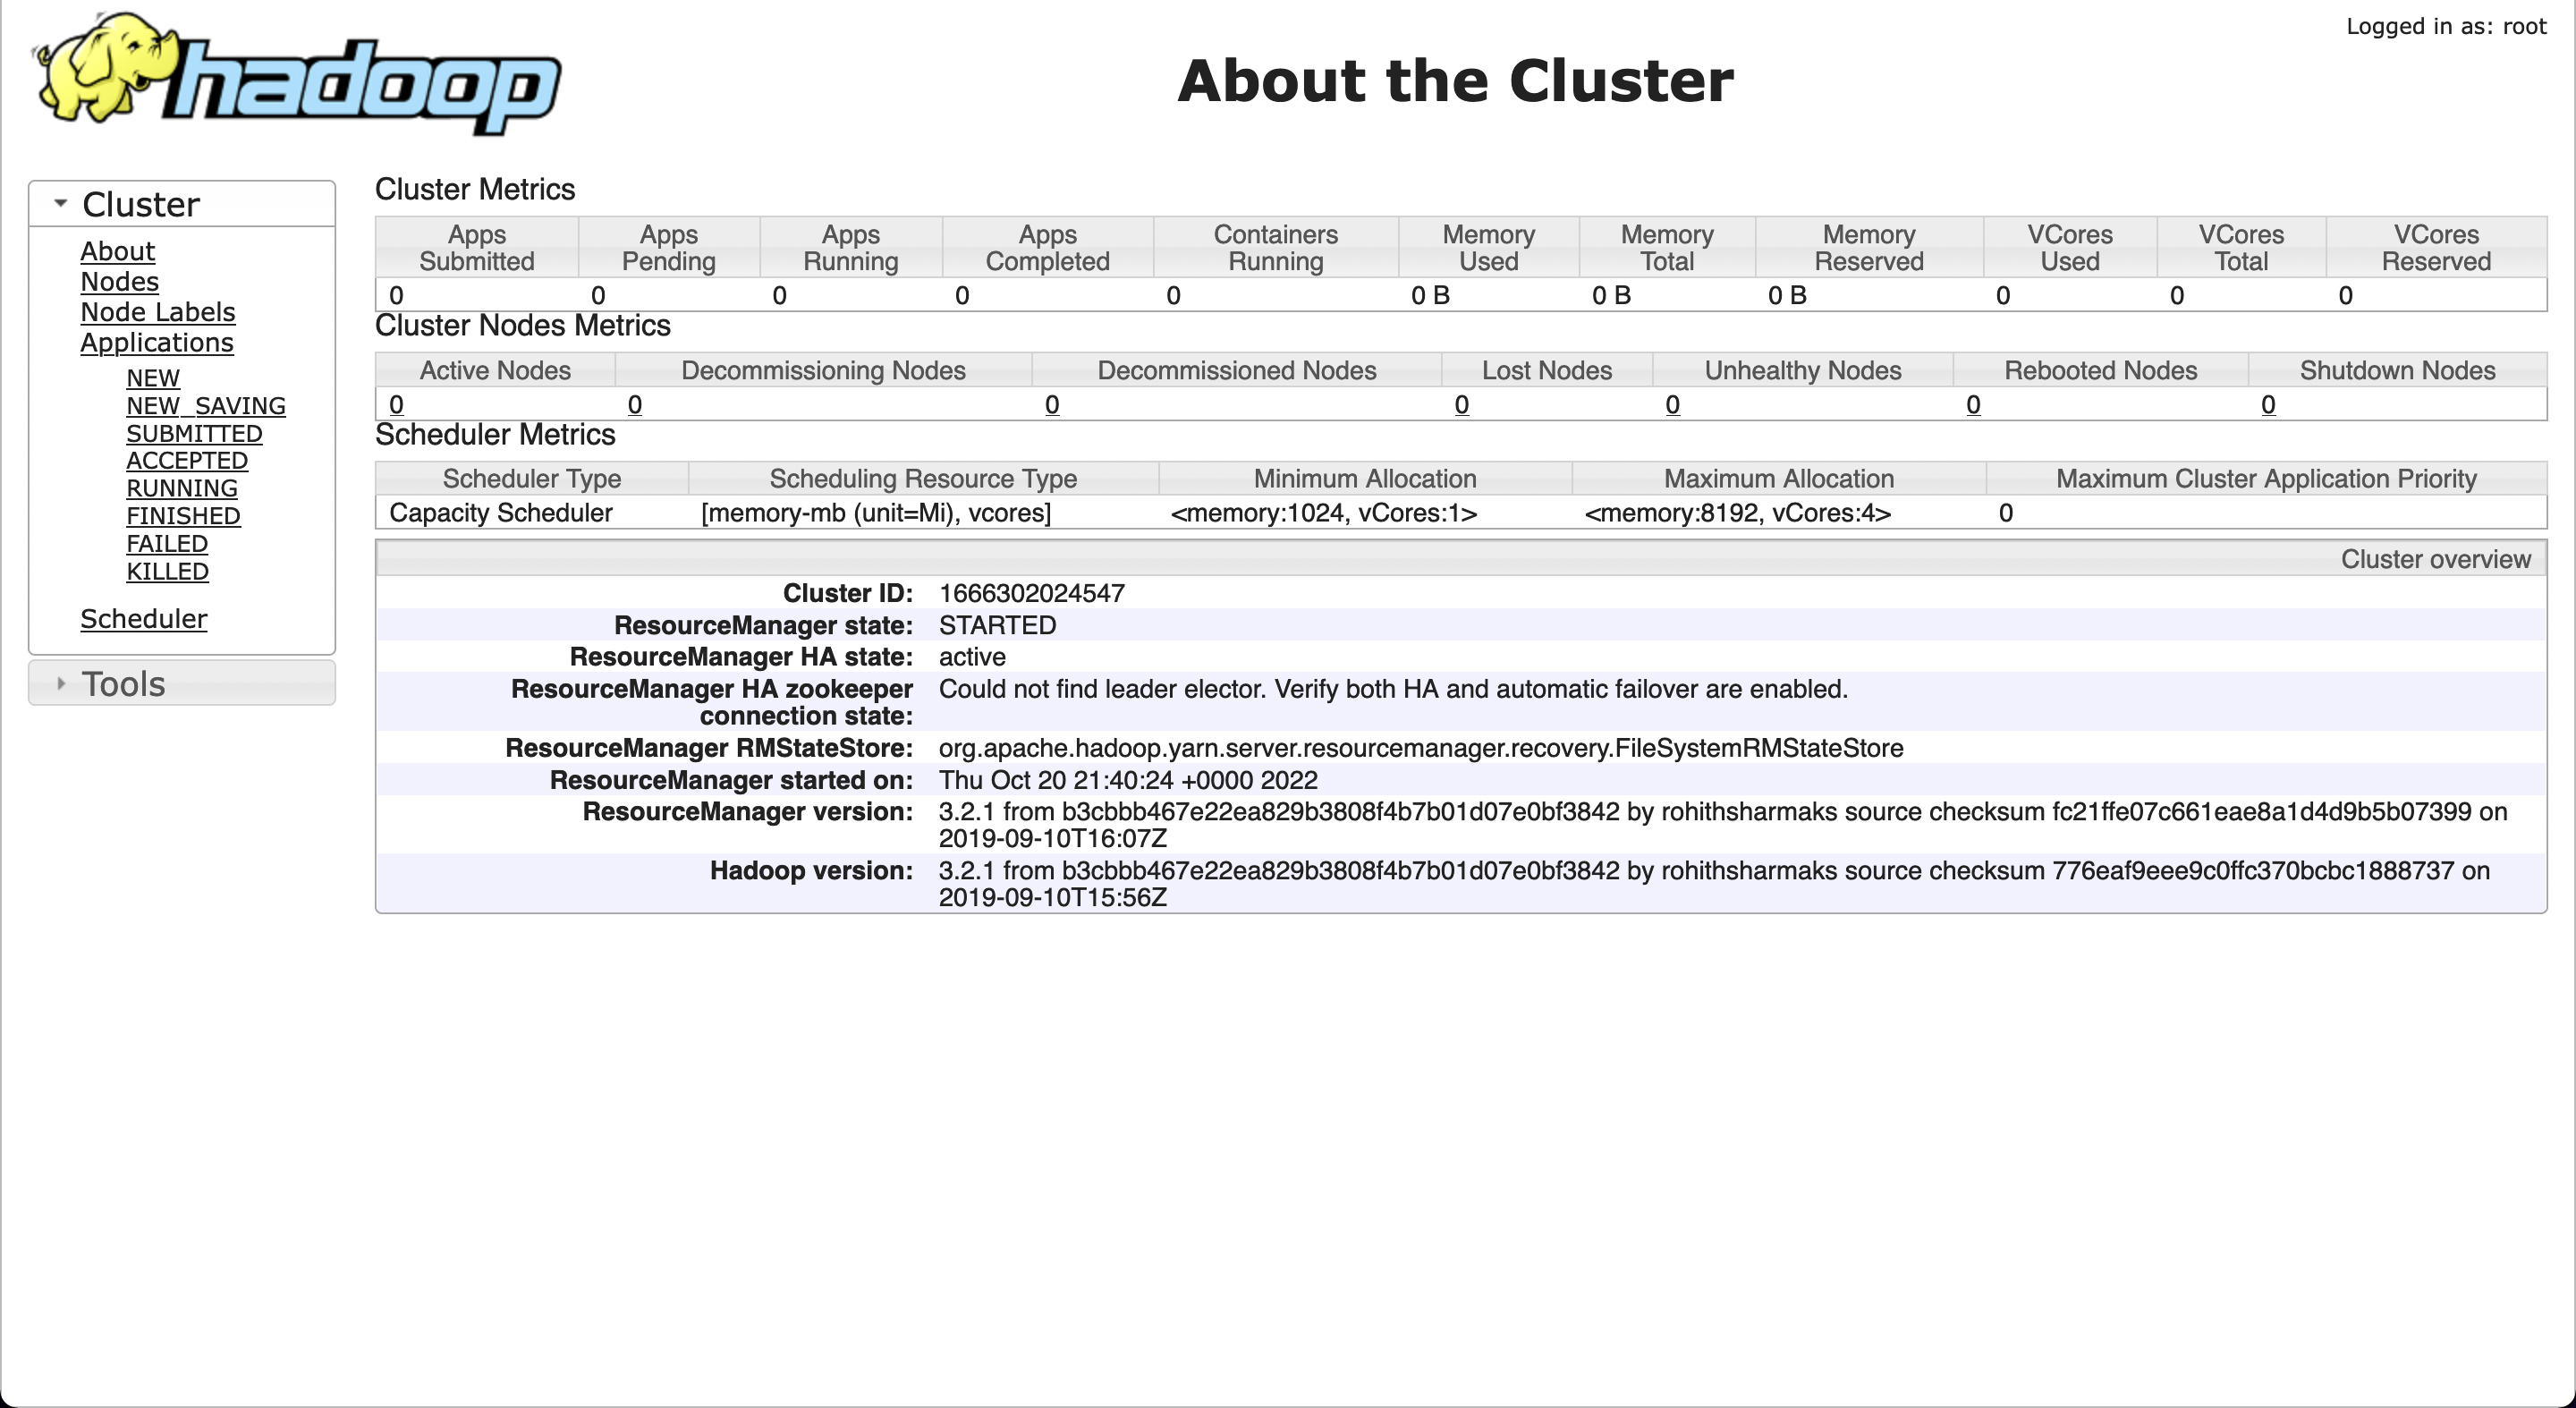 hadoop
Logged in as: root
About the Cluster
Cluster
About
Nodes
Node Labels
Applications
NEW
NEW_SAVING
SUBMITTED
ACCEPTED
RUNNING
FINISHED
FAILED
KILLED
Scheduler
Tools
Cluster Metrics
Apps Submitted Apps Pending Apps Running Apps Completed Containers Running Memory Used Memory Total Memory Reserved VCores Used VCores Total VCores Reserved
0 0 0 0 0 0 B 0 B 0 B 0 0 0
Cluster Nodes Metrics
Active Nodes Decommissioning Nodes Decommissioned Nodes Lost Nodes Unhealthy Nodes Rebooted Nodes Shutdown Nodes
0 0 0 0 0 0 0
Scheduler Metrics
Scheduler Type Scheduling Resource Type Minimum Allocation Maximum Allocation Maximum Cluster Application Priority
Capacity Scheduler [memory-mb (unit=Mi), vcores] <memory:1024, vCores:1> <memory:8192, vCores:4> 0
Cluster overview
Cluster ID: 1666302024547
ResourceManager state: STARTED
ResourceManager HA state: active
ResourceManager HA zookeeper connection state: Could not find leader elector. Verify both HA and automatic failover are enabled.
ResourceManager RMStateStore: org.apache.hadoop.yarn.server.resourcemanager.recovery.FileSystemRMStateStore
ResourceManager started on: Thu Oct 20 21:40:24 +0000 2022
ResourceManager version: 3.2.1 from b3cbbb467e22ea829b3808f4b7b01d07e0bf3842 by rohithsharmaks source checksum fc21ffe07c661eae8a1d4d9b5b07399 on
2019-09-10T16:07Z
Hadoop version: 3.2.1 from b3cbbb467e22ea829b3808f4b7b01d07e0bf3842 by rohithsharmaks source checksum 776eaf9eee9c0ffc370bcbc1888737 on
2019-09-10T15:56Z